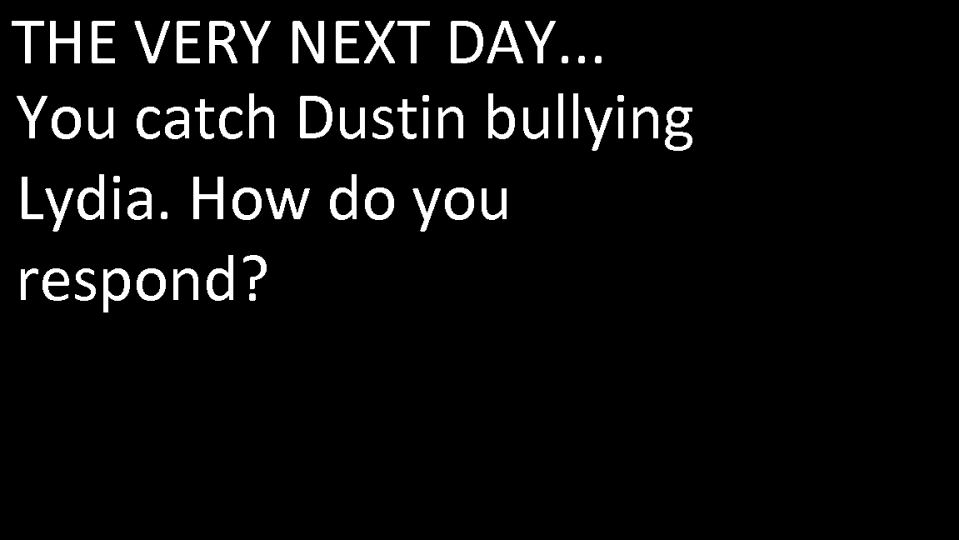 THE VERY NEXT DAY...
You catch Dustin bullying
Lydia. How do you
respond?